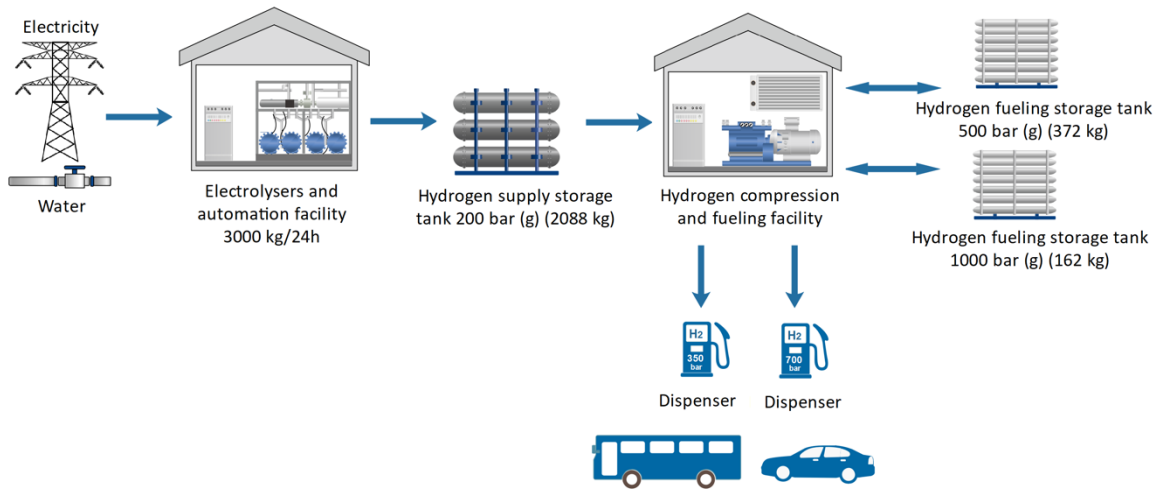 Electricity
Water
Electrolysers and
automation facility
3000 kg/24h
Hydrogen supply storage
tank 200 bar (g) (2088 kg)
Hydrogen compression
and fueling facility
Hydrogen fueling storage tank
500 bar (g) (372 kg)
Hydrogen fueling storage tank
1000 bar (g) (162 kg)
H2
350
bar
Dispenser
H2
700
bar
Dispenser